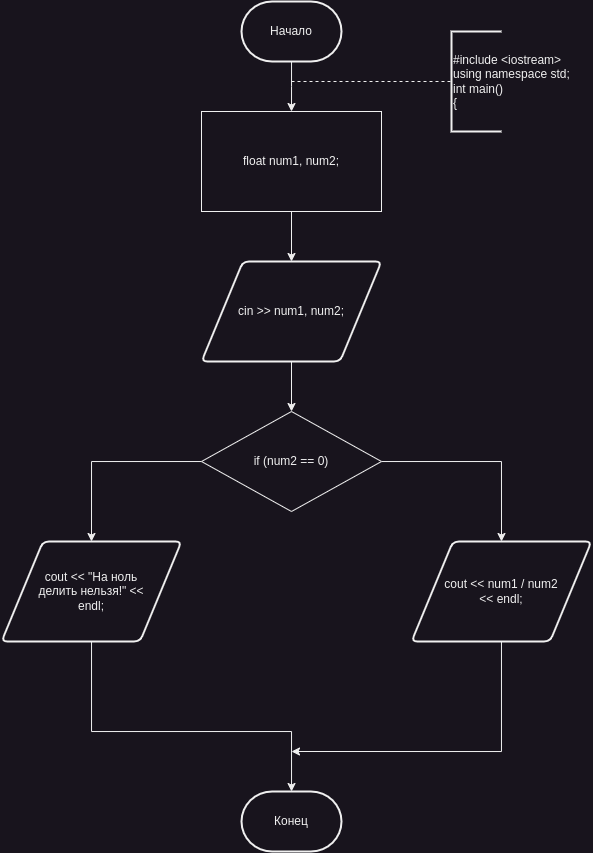 Начало
#include <iostream>
using namespace std;
int main()
{
float num1, num2;
cin >> num1, num2;
if (num2 == 0)
cout << "На ноль
делить нельзя!" <<
endl;
cout << num1 / num2
<< endl;
Конец